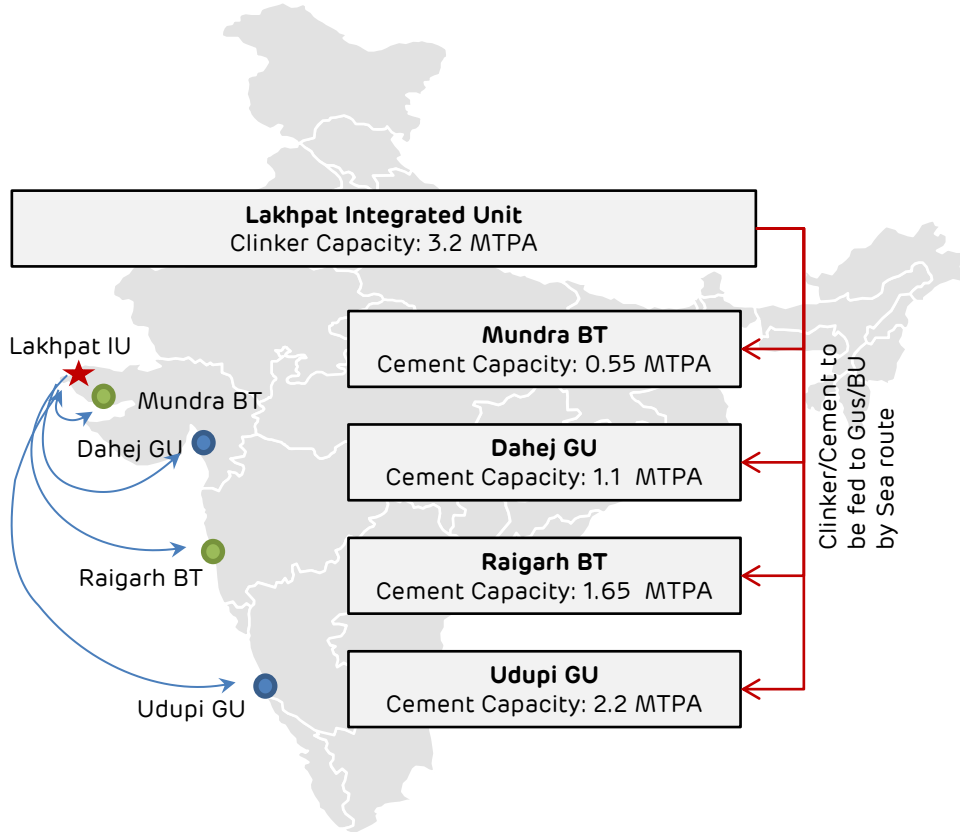 Lakhpat Integrated Unit
Clinker Capacity: 3.2 MTPA
Mundra BT
Cement Capacity: 0.55 MTPA
Dahej GU
Cement Capacity: 1.1 MTPA
Raigarh BT
Cement Capacity: 1.65 MTPA
Udupi GU
Cement Capacity: 2.2 MTPA
Clinker/Cement to
be fed to Gus/BU
by Sea route
Lakhpat IU
Mundra BT
Dahej GU
Raigarh BT
Udupi GU